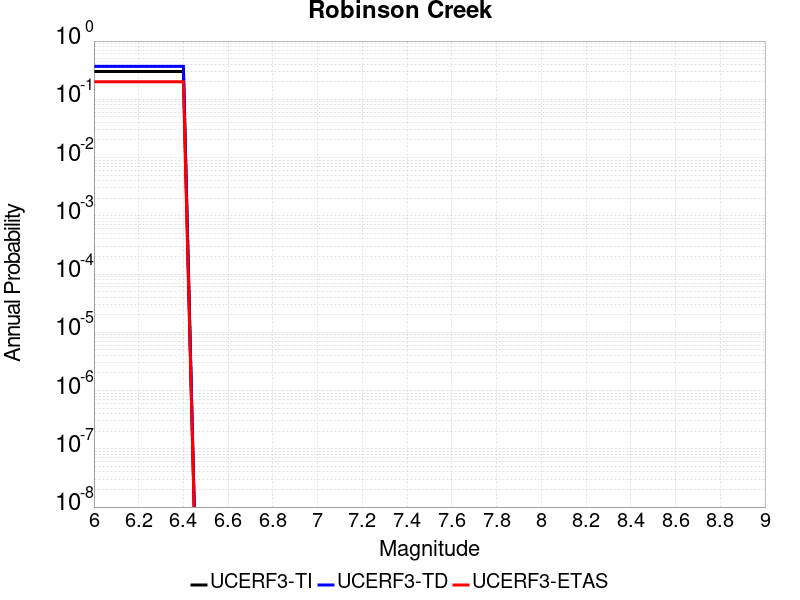 Robinson Creek
Annual Probability
10^0
10^-1
10^-2
10^-3
10^-4
10^-5
10^-6
10^-7
10^-8
6 6.2 6.4 6.6 6.8 7 7.2 7.4 7.6 7.8 8 8.2 8.4 8.6 8.8 9
Magnitude
UCERF3-TI UCERF3-TD UCERF3-ETAS